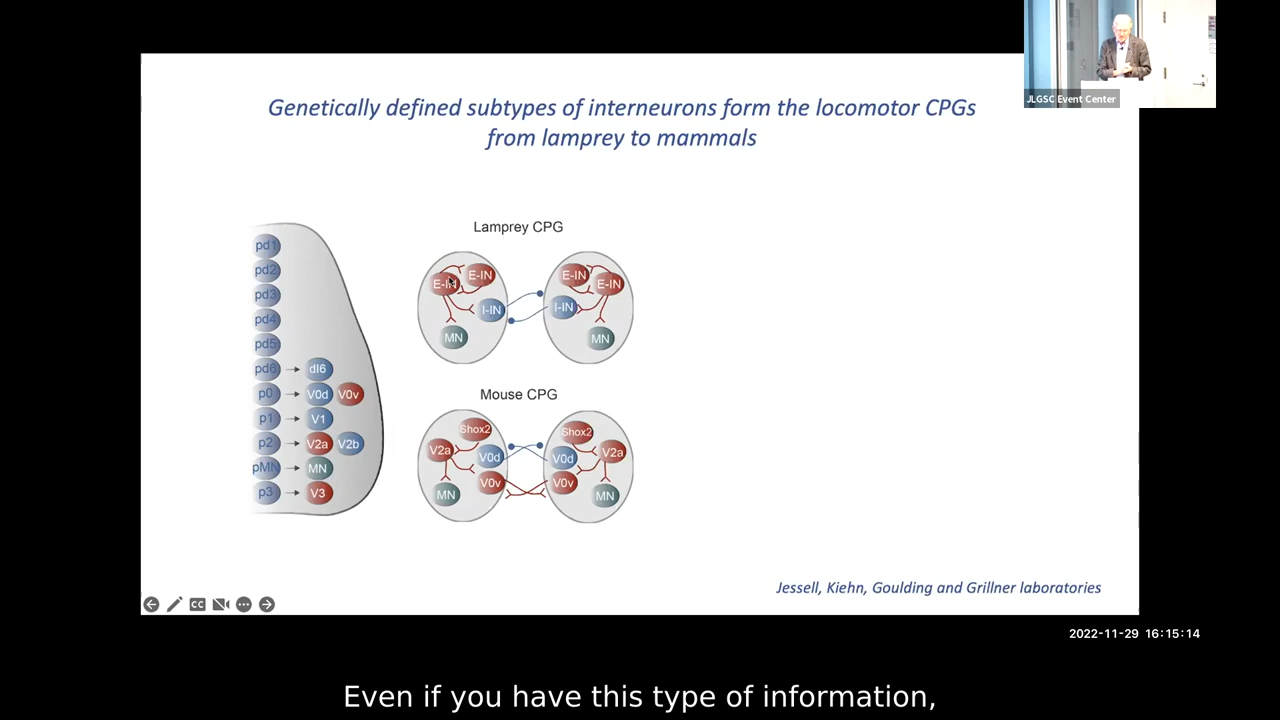 JLGSC Event Center
Genetically defined subtypes of interneurons form the locomotor CPGs
from lamprey to mammals
pd1
pd2
pd3
pd4
pd5
pd6 dI6
p0 V0d V0v
p1 V1
p2 V2a V2b
pMN MN
p3 V3
Lamprey CPG
E-IN E-IN E-IN E-IN
I-IN I-IN
MN MN
Mouse CPG
Shox2 Shox2
V2a V0d V0d V2a
V0v V0v
MN MN
Jessell, Kiehn, Goulding and Grillner laboratories
CC
2022-11-29 16:15:14
Even if you have this type of information,